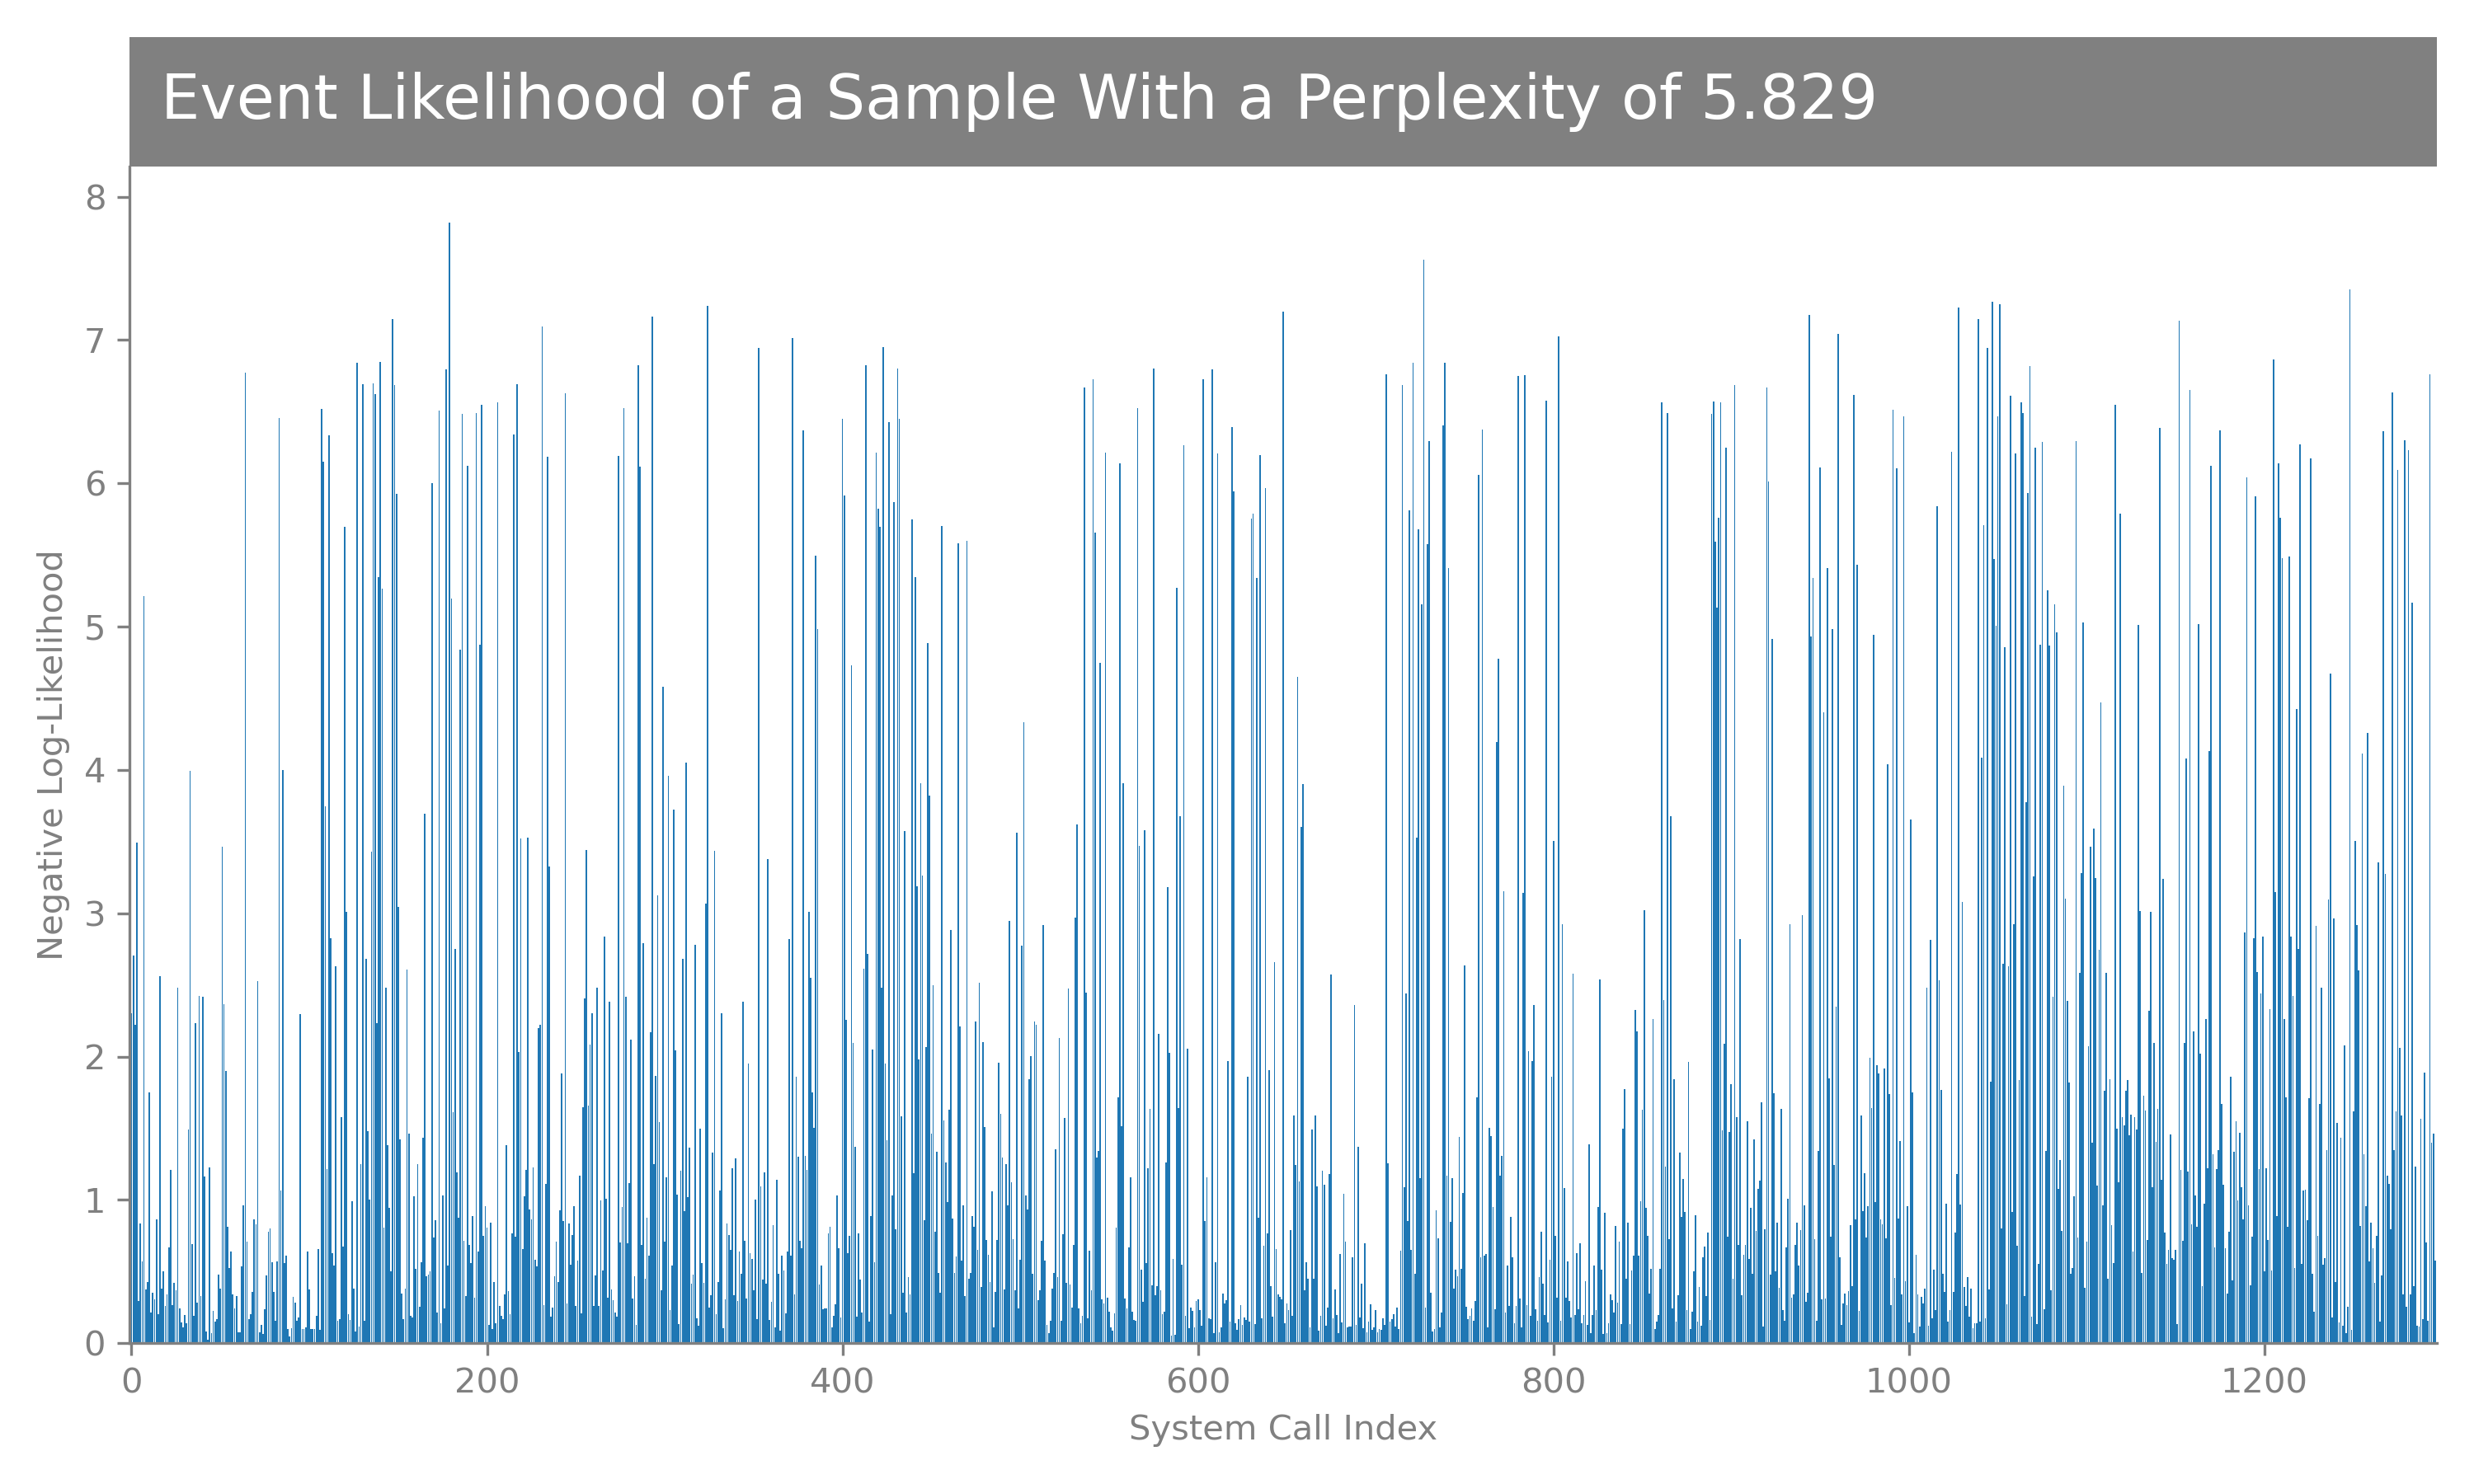 Event Likelihood of a Sample With a Perplexity of 5.829
8
7
6
5
4
3
2
1
0
Negative Log-Likelihood
0 200 400 600 800 1000 1200
System Call Index